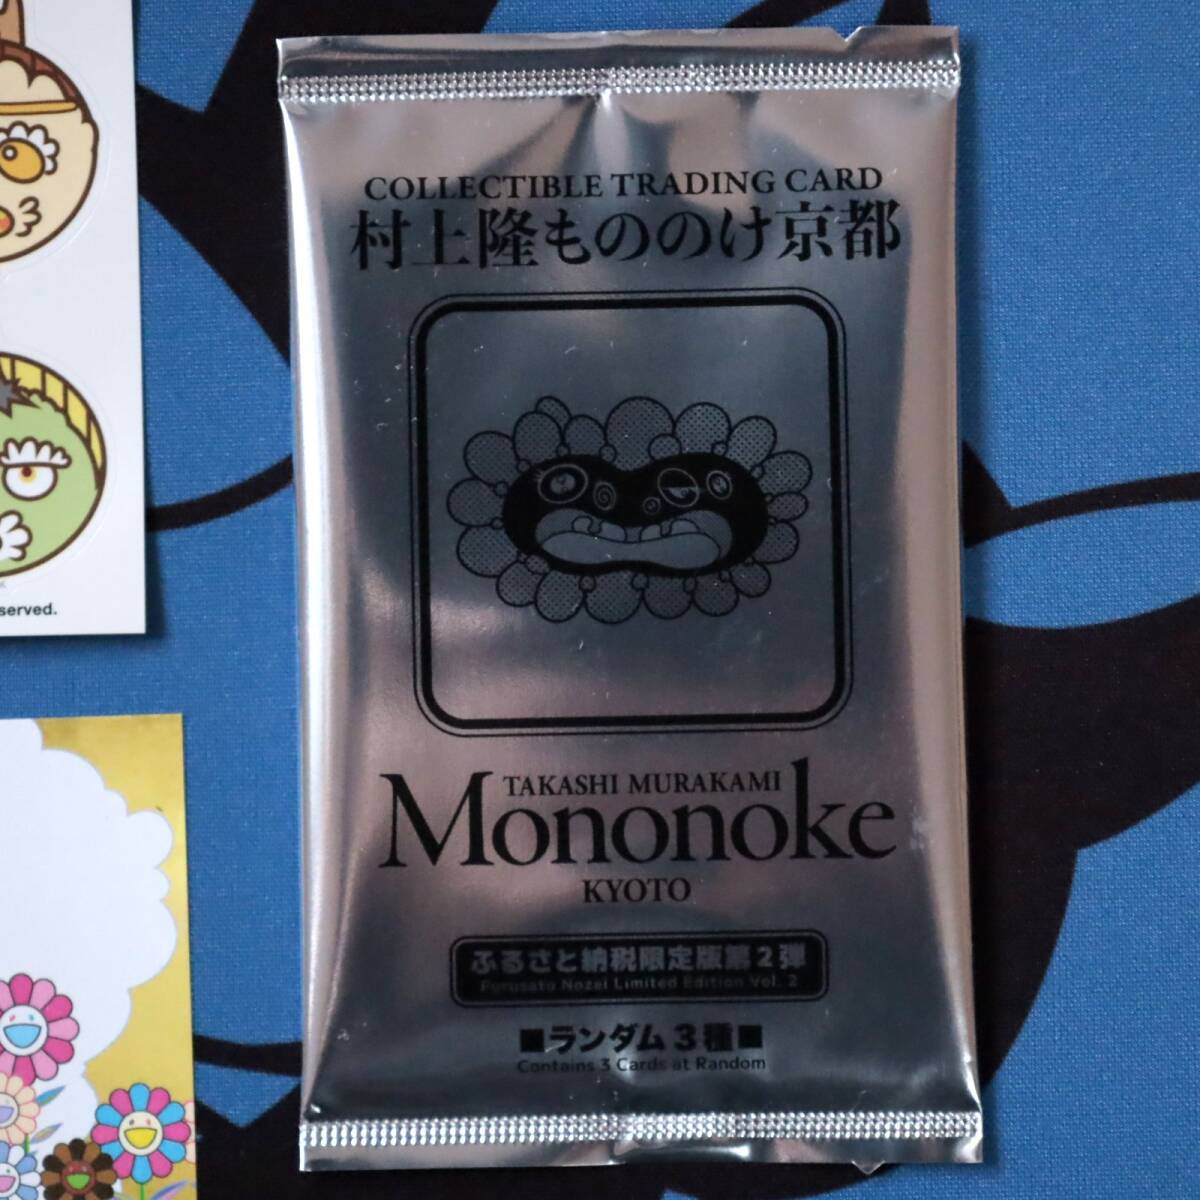 COLLECTIBLE TRADING CARD
村上隆もののけ京都
TAKASHI MURAKAMI
Mononoke
KYOTO
ふるさと納税限定版第2弾
Furusato Nozei Limited Edition Vol. 2
■ランダム3種■
Contains 3 Cards at Random
served.